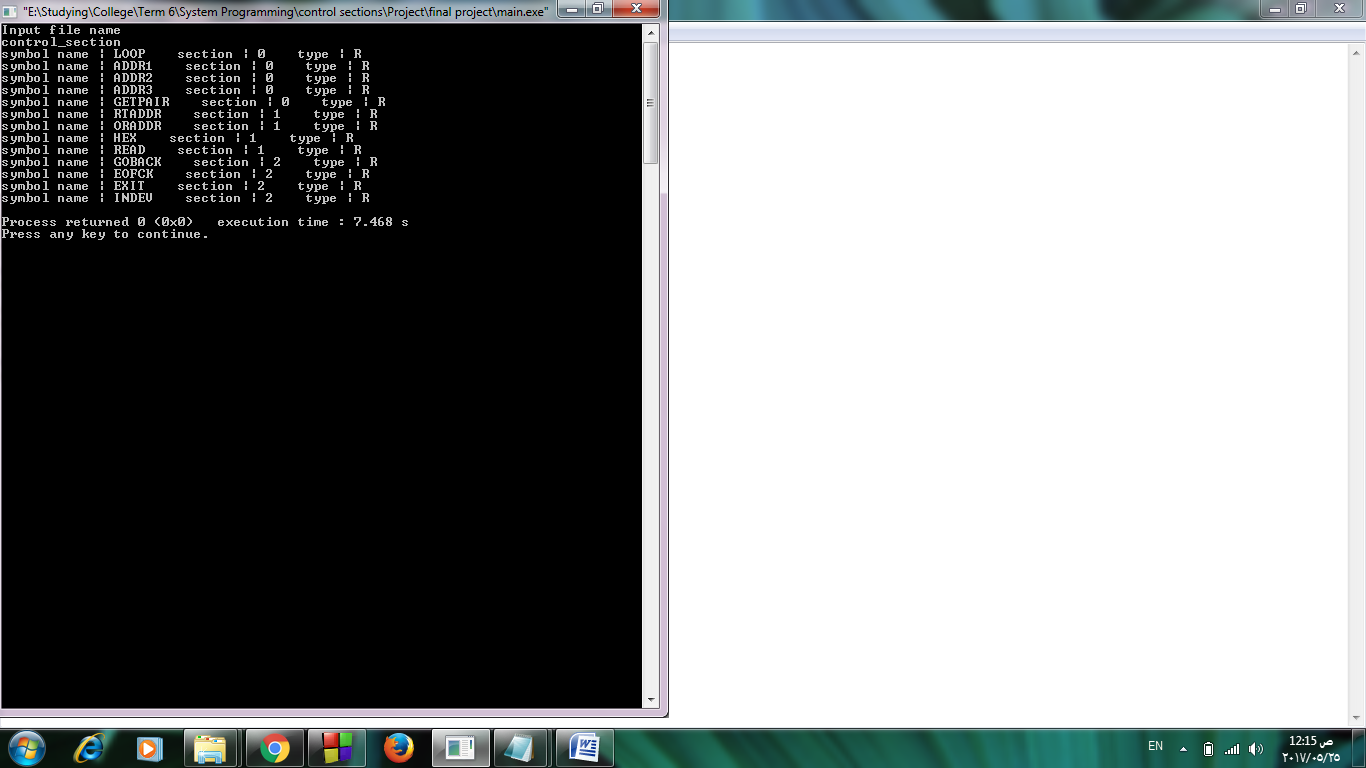 "E:\Studying\College\Term 6\System Programming\control sections\Project\final project\main.exe"
Input file name
control_section
symbol name ¦ LOOP    section ¦ 0    type ¦ R
symbol name ¦ ADDR1    section ¦ 0    type ¦ R
symbol name ¦ ADDR2    section ¦ 0    type ¦ R
symbol name ¦ ADDR3    section ¦ 0    type ¦ R
symbol name ¦ GETPAIR    section ¦ 0    type ¦ R
symbol name ¦ RTADDR    section ¦ 1    type ¦ R
symbol name ¦ ORADDR    section ¦ 1    type ¦ R
symbol name ¦ HEX    section ¦ 1    type ¦ R
symbol name ¦ READ    section ¦ 1    type ¦ R
symbol name ¦ GOBACK    section ¦ 2    type ¦ R
symbol name ¦ EOFCK    section ¦ 2    type ¦ R
symbol name ¦ EXIT    section ¦ 2    type ¦ R
symbol name ¦ INDEV    section ¦ 2    type ¦ R
Process returned 0 (0x0)   execution time : 7.468 s
Press any key to continue.
EN
12:15 ص
٢٠١٧/٠٥/٢٥